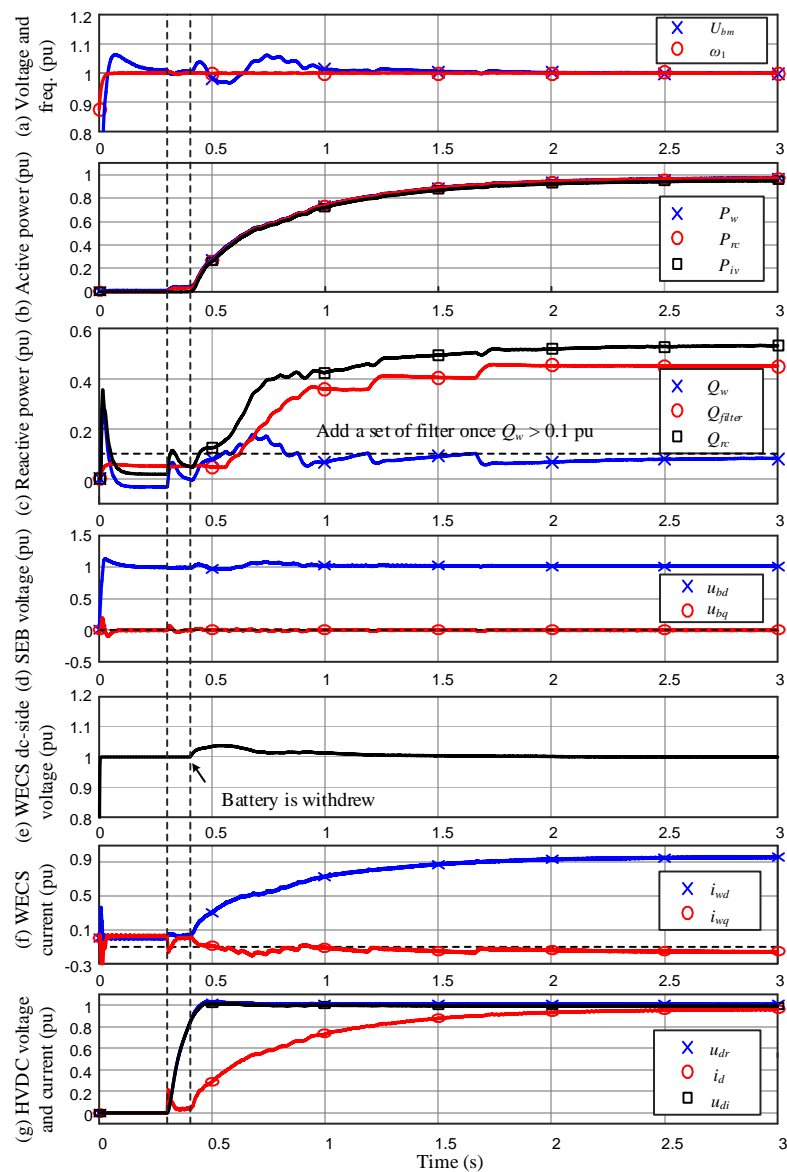 (a) Voltage and
freq. (pu)
1.2
1.1
1
0.9
0.8
U_bm
ω_1
0 0.5 1 1.5 2 2.5 3
(b) Active power (pu)
1
0.8
0.6
0.4
0.2
0
P_w
P_rc
P_iv
0 0.5 1 1.5 2 2.5 3
(c) Reactive power (pu)
0.6
0.4
0.2
0
Q_w
Q_filter
Q_rc
Add a set of filter once Q_w > 0.1 pu
0 0.5 1 1.5 2 2.5 3
(d) SEB voltage (pu)
1.5
1
0.5
0
-0.5
u_bd
u_bq
0 0.5 1 1.5 2 2.5 3
(e) WECS dc-side
voltage (pu)
1.2
1.1
1.0
0.9
0.8
Battery is withdrew
0 0.5 1 1.5 2 2.5 3
(f) WECS
current (pu)
0.9
0.5
0.1
-0.3
i_wd
i_wq
0 0.5 1 1.5 2 2.5 3
(g) HVDC voltage
and current (pu)
1
0.8
0.6
0.4
0.2
0
u_dr
i_d
u_di
0 0.5 1 1.5 2 2.5 3
Time (s)